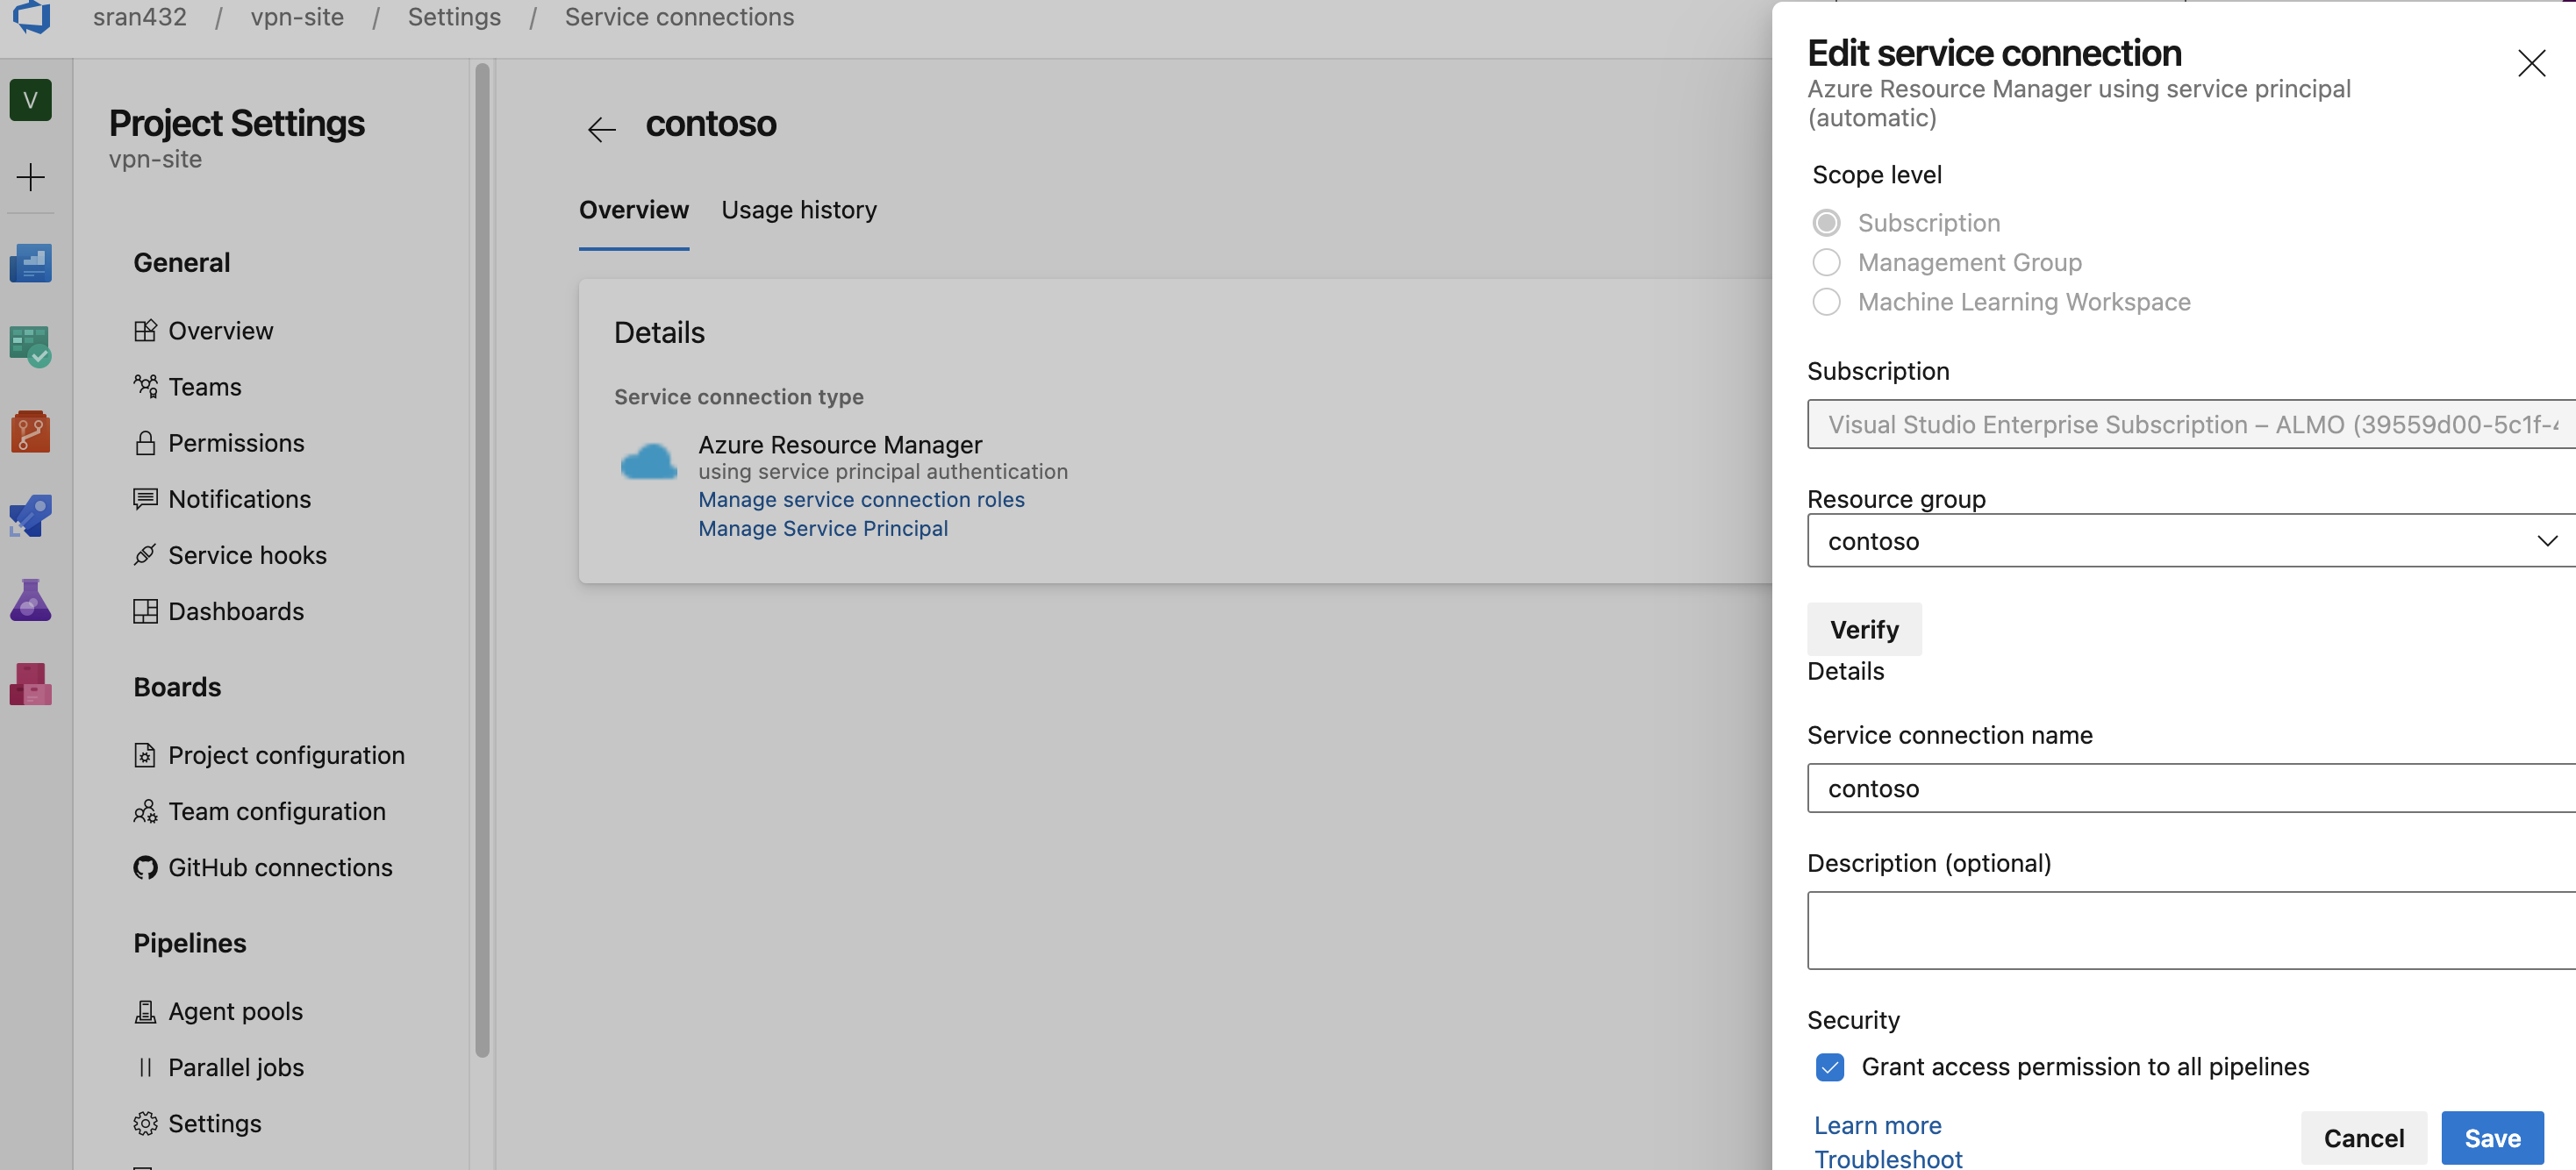 sran432 / vpn-site / Settings / Service connections
V
Project Settings
vpn-site
General
Overview
Teams
Permissions
Notifications
Service hooks
Dashboards
Boards
Project configuration
Team configuration
GitHub connections
Pipelines
Agent pools
Parallel jobs
Settings
contoso
Overview Usage history
Details
Service connection type
Azure Resource Manager
using service principal authentication
Manage service connection roles
Manage Service Principal
Edit service connection
Azure Resource Manager using service principal
(automatic)
Scope level
Subscription
Management Group
Machine Learning Workspace
Subscription
Visual Studio Enterprise Subscription – ALMO (39559d00-5c1f-4
Resource group
contoso
Verify
Details
Service connection name
contoso
Description (optional)
Security
Grant access permission to all pipelines
Learn more
Troubleshoot
Cancel
Save